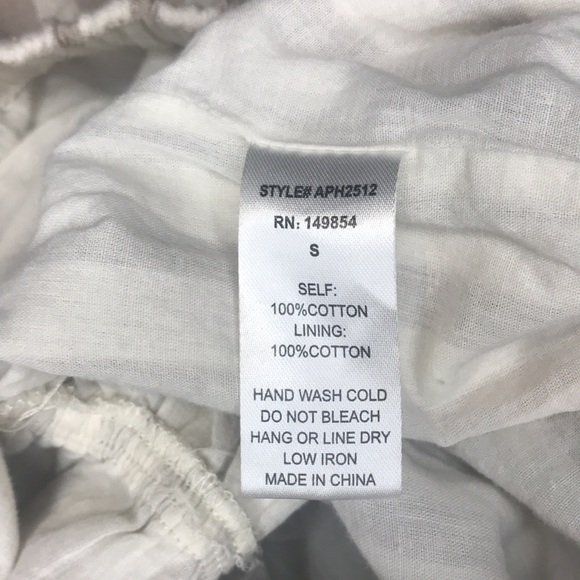 STYLE# APH2512
RN: 149854
S
SELF:
100%COTTON
LINING:
100%COTTON
HAND WASH COLD
DO NOT BLEACH
HANG OR LINE DRY
LOW IRON
MADE IN CHINA